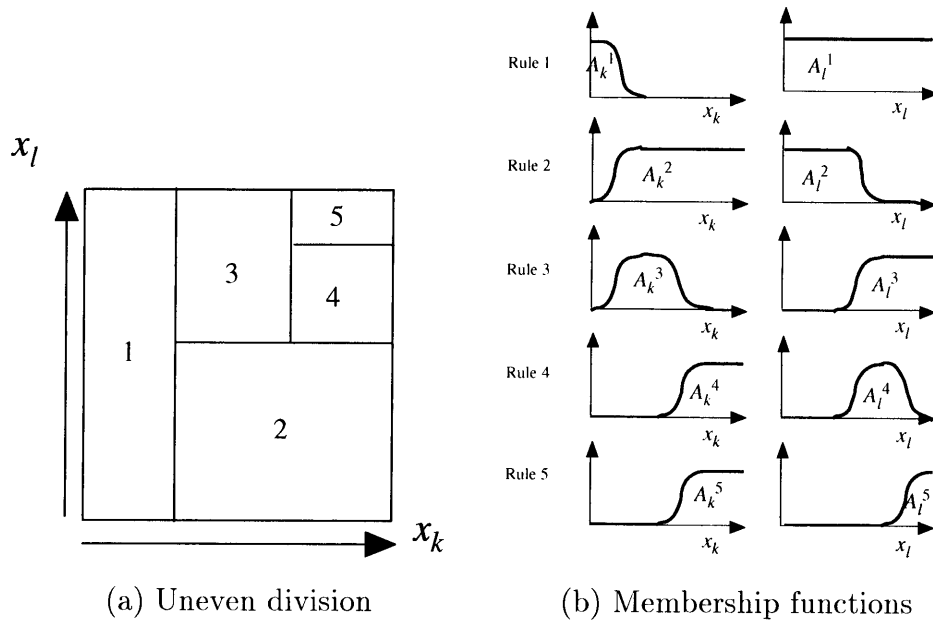 x_l
1
2
3
4
5
x_k
(a) Uneven division
Rule 1
A_k^1
x_k
A_l^1
x_l
Rule 2
A_k^2
x_k
A_l^2
x_l
Rule 3
A_k^3
x_k
A_l^3
x_l
Rule 4
A_k^4
x_k
A_l^4
x_l
Rule 5
A_k^5
x_k
A_l^5
x_l
(b) Membership functions